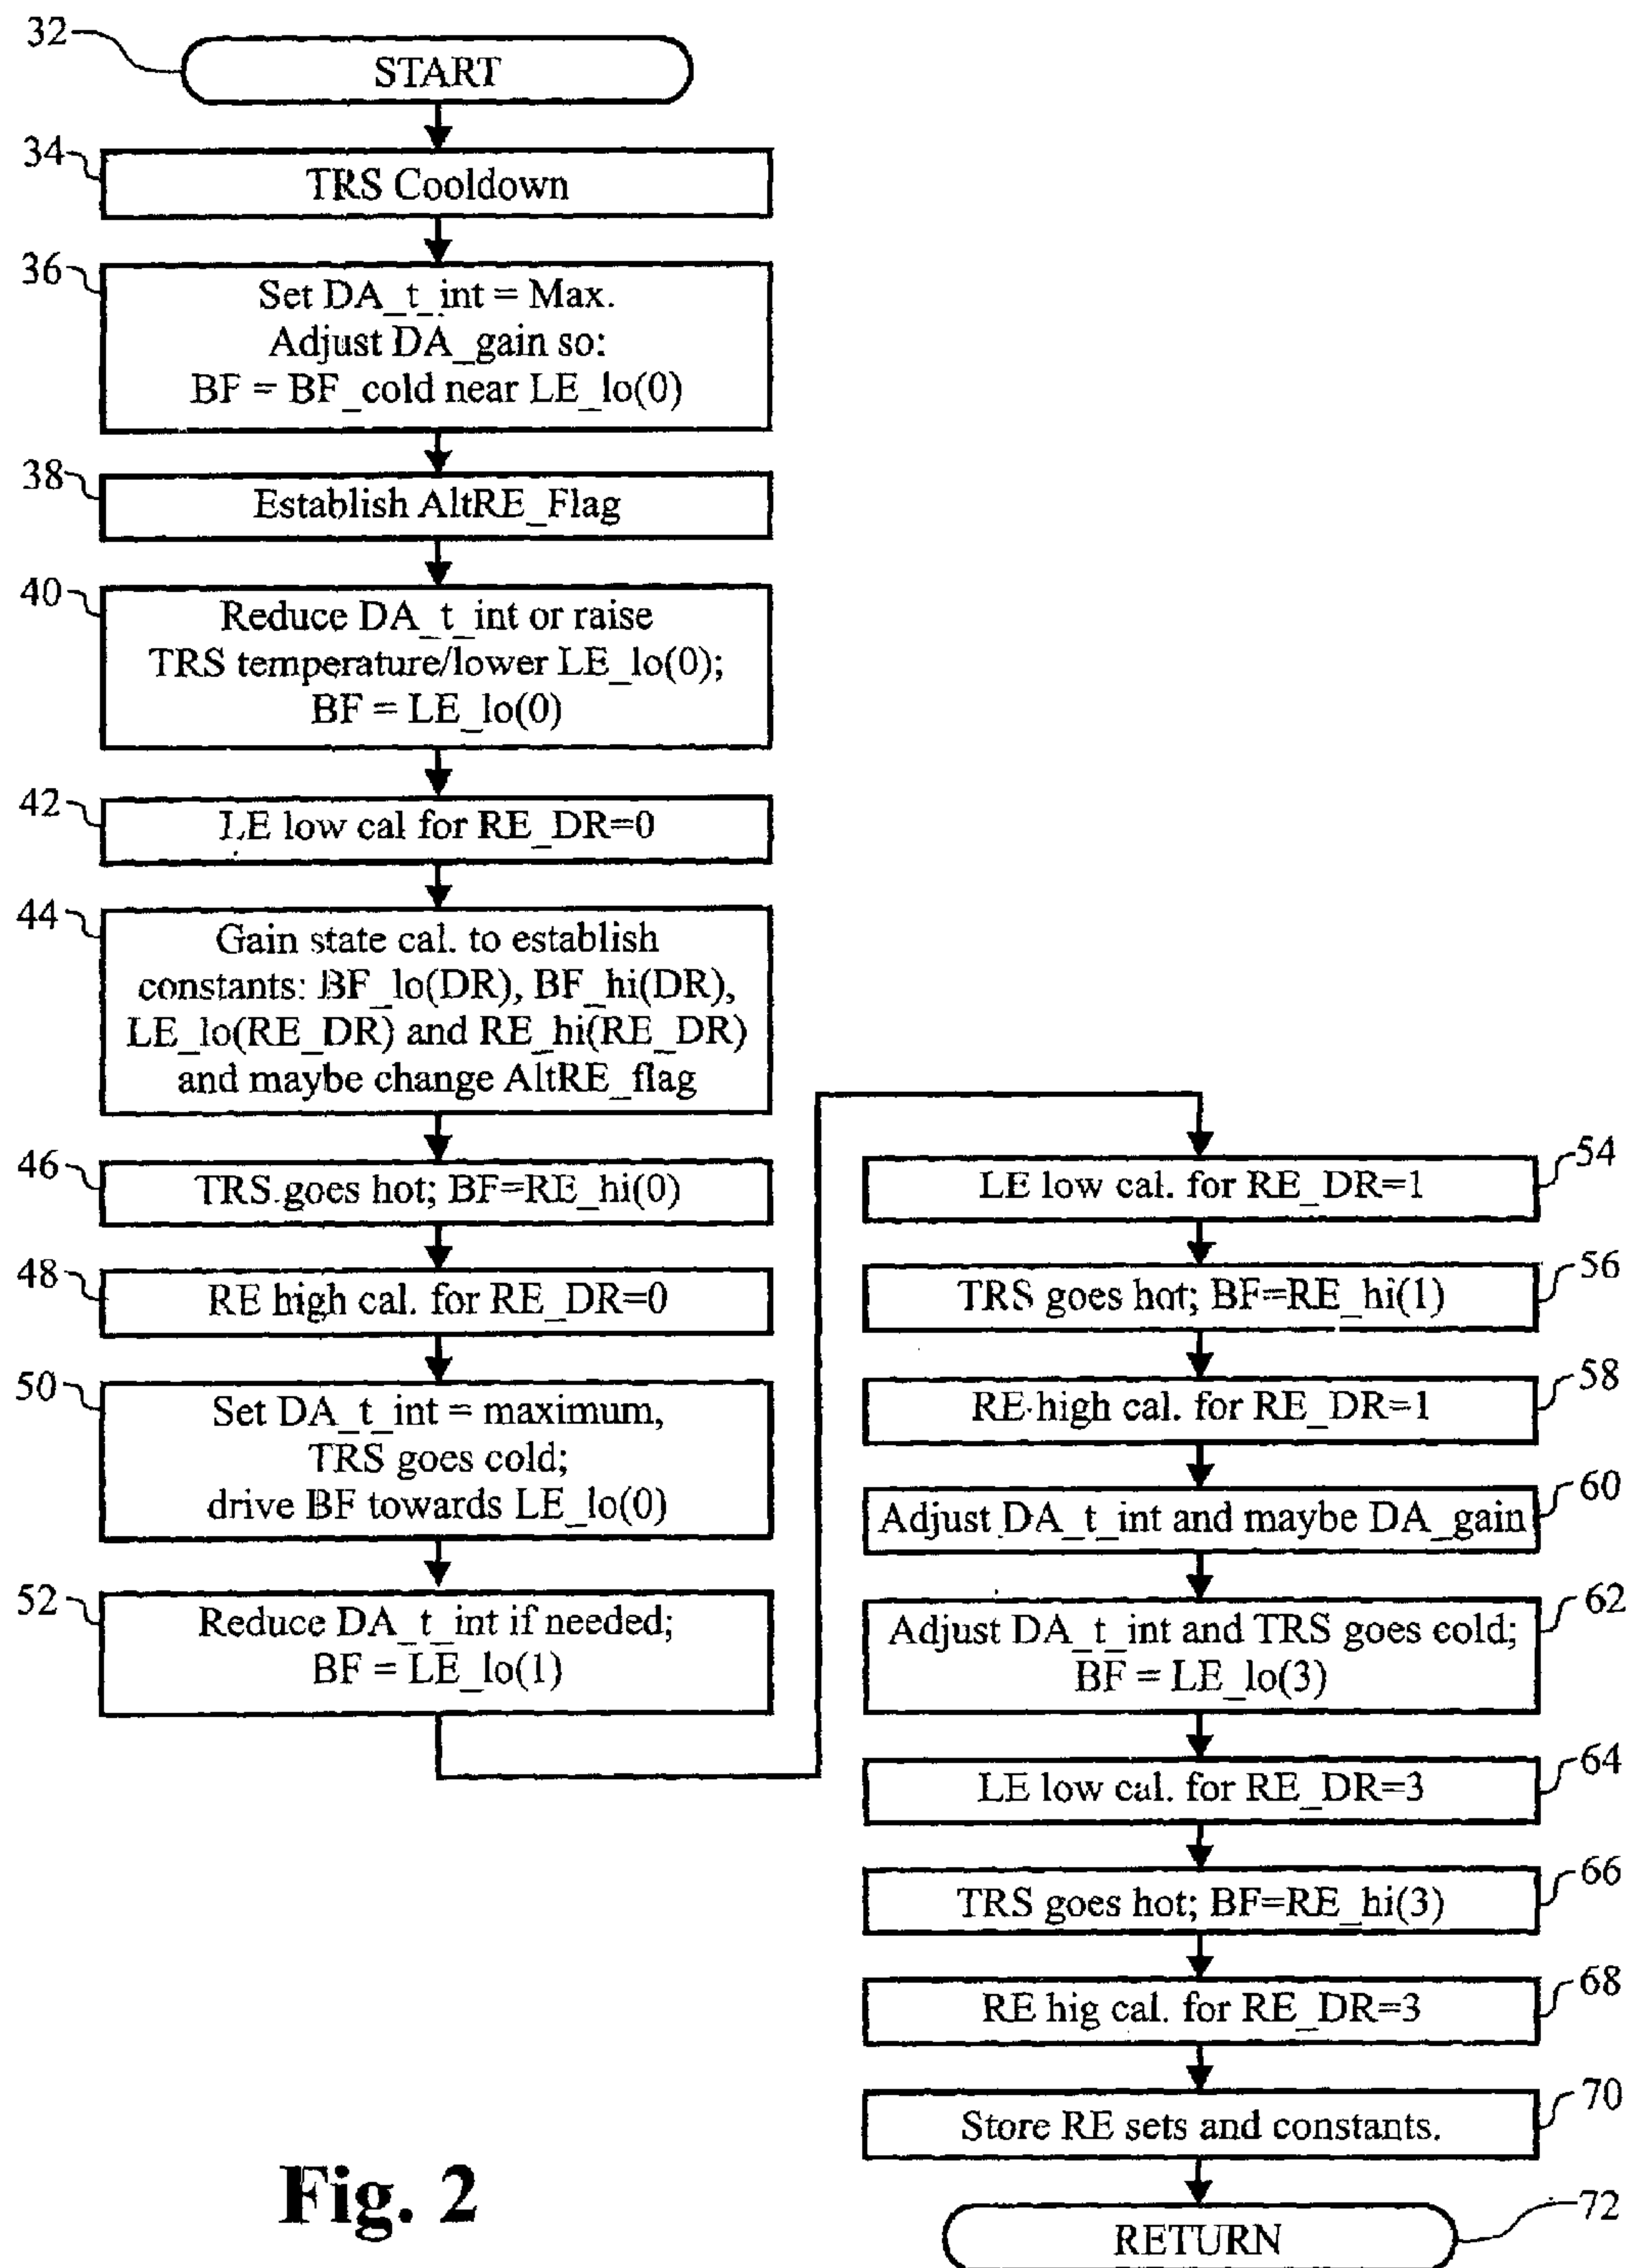 32
START
34
TRS Cooldown
36
Set DA_t_int = Max.
Adjust DA_gain so:
BF = BF_cold near LE_lo(0)
38
Establish AltRE_Flag
40
Reduce DA_t_int or raise
TRS temperature/lower LE_lo(0);
BF = LE_lo(0)
42
LE low cal for RE_DR=0
44
Gain state cal. to establish
constants: BF_lo(DR), BF_hi(DR),
LE_lo(RE_DR) and RE_hi(RE_DR)
and maybe change AltRE_flag
46
TRS goes hot; BF=RE_hi(0)
48
RE high cal. for RE_DR=0
50
Set DA_t_int = maximum,
TRS goes cold;
drive BF towards LE_lo(0)
52
Reduce DA_t_int if needed;
BF = LE_lo(1)
54
LE low cal. for RE_DR=1
56
TRS goes hot; BF=RE_hi(1)
58
RE high cal. for RE_DR=1
60
Adjust DA_t_int and maybe DA_gain
62
Adjust DA_t_int and TRS goes cold;
BF = LE_lo(3)
64
LE low cal. for RE_DR=3
66
TRS goes hot; BF=RE_hi(3)
68
RE hig cal. for RE_DR=3
70
Store RE sets and constants.
72
RETURN
Fig. 2